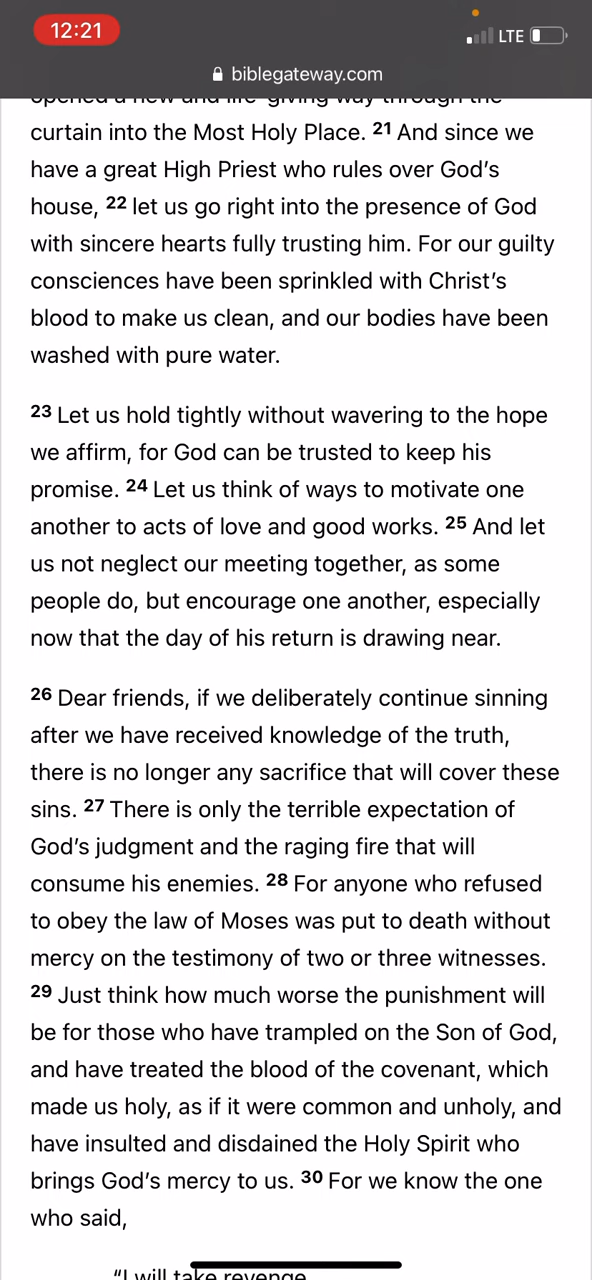 12:21
LTE
biblegateway.com
opened a new and life-giving way through the
curtain into the Most Holy Place. 21 And since we
have a great High Priest who rules over God’s
house, 22 let us go right into the presence of God
with sincere hearts fully trusting him. For our guilty
consciences have been sprinkled with Christ’s
blood to make us clean, and our bodies have been
washed with pure water.
23 Let us hold tightly without wavering to the hope
we affirm, for God can be trusted to keep his
promise. 24 Let us think of ways to motivate one
another to acts of love and good works. 25 And let
us not neglect our meeting together, as some
people do, but encourage one another, especially
now that the day of his return is drawing near.
26 Dear friends, if we deliberately continue sinning
after we have received knowledge of the truth,
there is no longer any sacrifice that will cover these
sins. 27 There is only the terrible expectation of
God’s judgment and the raging fire that will
consume his enemies. 28 For anyone who refused
to obey the law of Moses was put to death without
mercy on the testimony of two or three witnesses.
29 Just think how much worse the punishment will
be for those who have trampled on the Son of God,
and have treated the blood of the covenant, which
made us holy, as if it were common and unholy, and
have insulted and disdained the Holy Spirit who
brings God’s mercy to us. 30 For we know the one
who said,
“I will take revenge